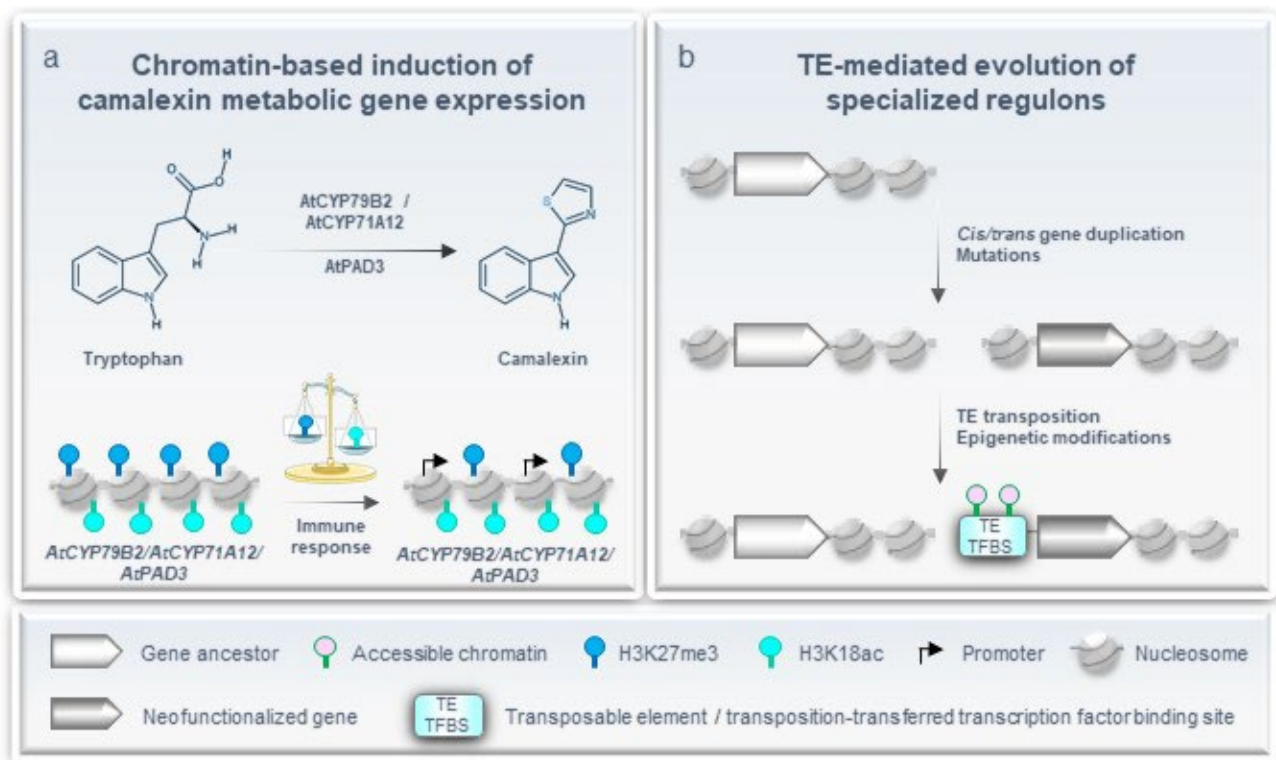 a
Chromatin-based induction of
camalexin metabolic gene expression
H
O
O
N
H
H
N
H
AtCYP79B2 /
AtCYP71A12
AtPAD3
S
N
N
H
Tryptophan
Camalexin
Immune
response
AtCYP79B2/AtCYP71A12/
AtPAD3
AtCYP79B2/AtCYP71A12/
AtPAD3
b
TE-mediated evolution of
specialized regulons
Cis/trans gene duplication
Mutations
TE transposition
Epigenetic modifications
TE
TFBS
Gene ancestor
Accessible chromatin
H3K27me3
H3K18ac
Promoter
Nucleosome
Neofunctionalized gene
TE
TFBS
Transposable element / transposition-transferred transcription factor binding site